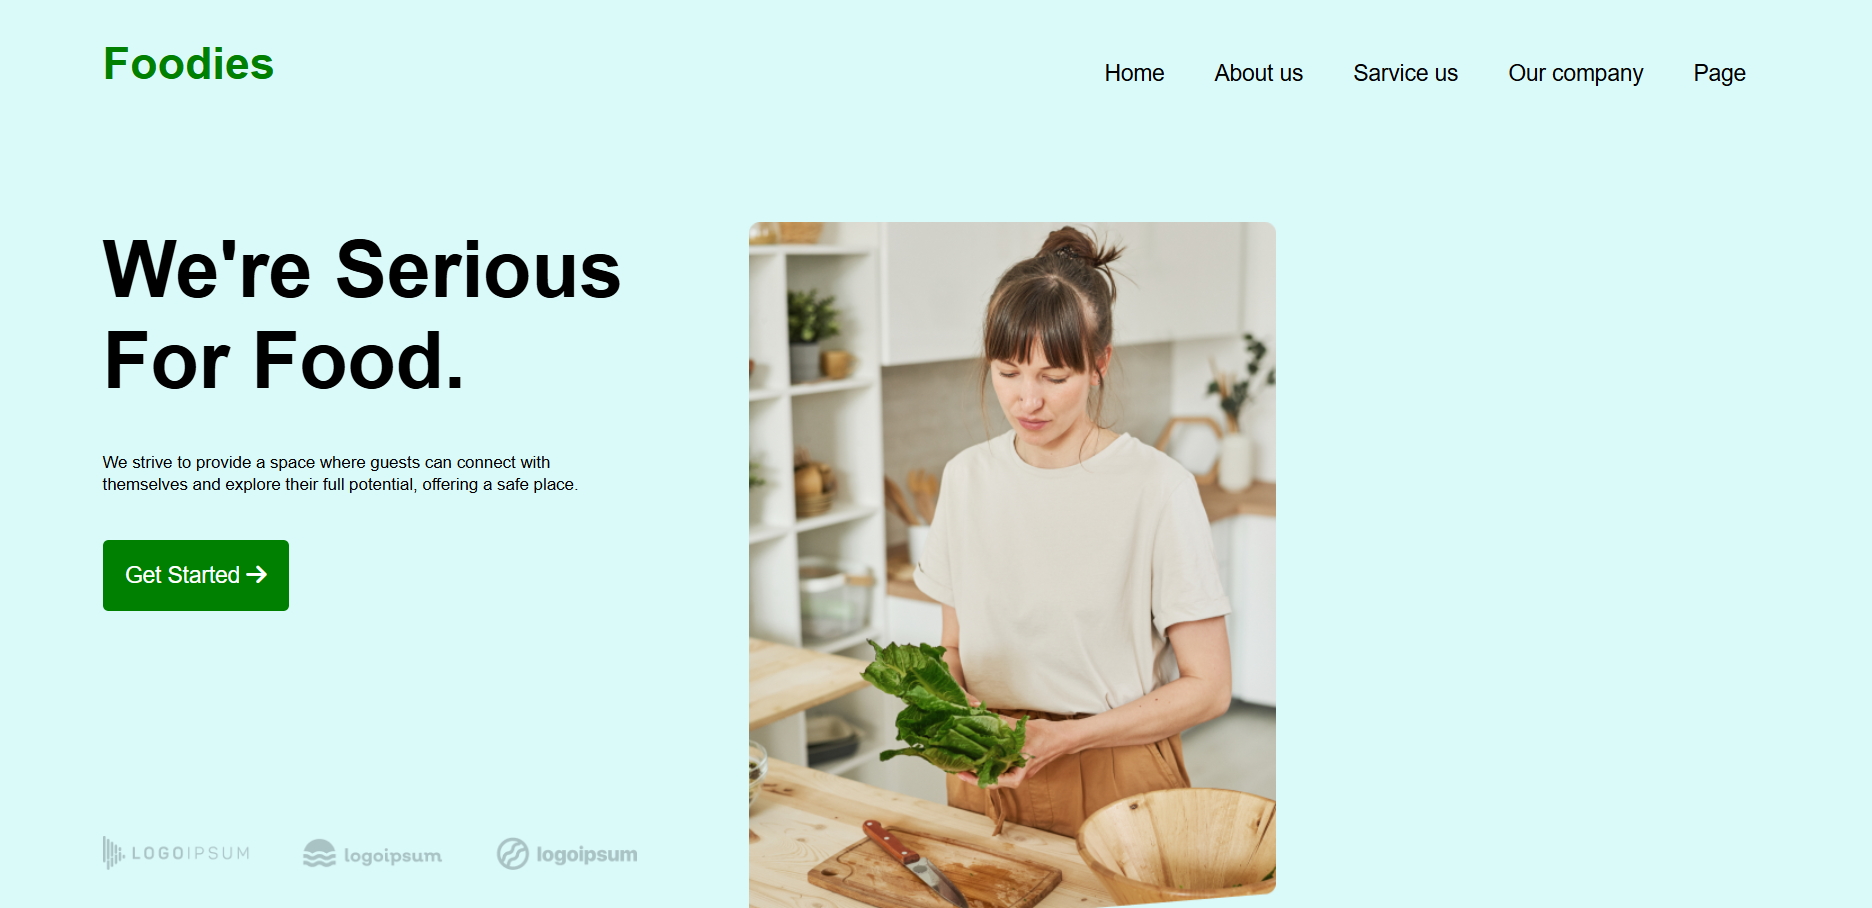 Foodies
Home About us Sarvice us Our company Page
We're Serious
For Food.
We strive to provide a space where guests can connect with
themselves and explore their full potential, offering a safe place.
Get Started →
LOGOIPSUM logoipsum logoipsum